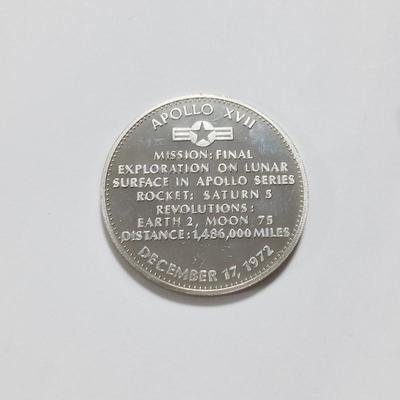 APOLLO XVII
MISSION: FINAL
EXPLORATION ON LUNAR
SURFACE IN APOLLO SERIES
ROCKET: SATURN 5
REVOLUTIONS:
EARTH 2, MOON 75
DISTANCE: 1,486,000 MILES
DECEMBER 17, 1972